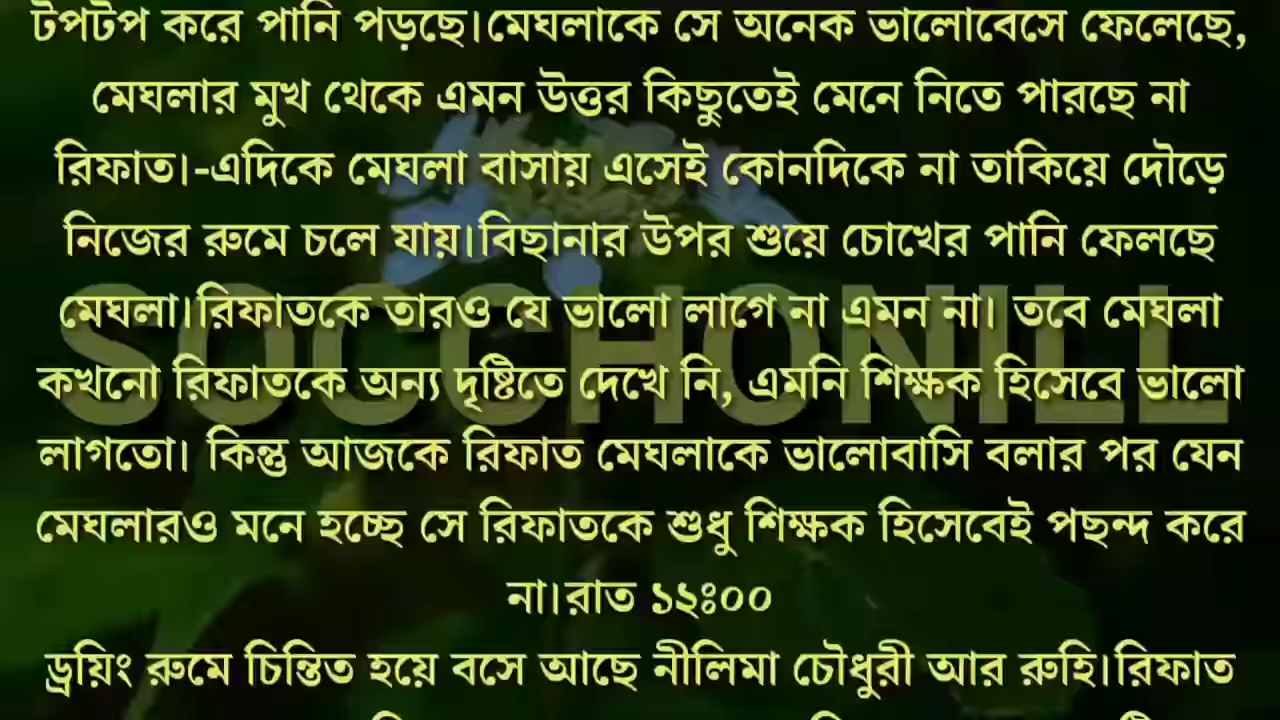 টপটপ করে পানি পড়ছে।মেঘলাকে সে অনেক ভালোবেসে ফেলেছে,
মেঘলার মুখ থেকে এমন উত্তর কিছুতেই মেনে নিতে পারছে না
রিফাত।-এদিকে মেঘলা বাসায় এসেই কোনদিকে না তাকিয়ে দৌড়ে
নিজের রুমে চলে যায়।বিছানার উপর শুয়ে চোখের পানি ফেলছে
মেঘলা।রিফাতকে তারও যে ভালো লাগে না এমন না। তবে মেঘলা
SOCCHONILL
কখনো রিফাতকে অন্য দৃষ্টিতে দেখে নি, এমনি শিক্ষক হিসেবে ভালো
লাগতো। কিন্তু আজকে রিফাত মেঘলাকে ভালোবাসি বলার পর যেন
মেঘলারও মনে হচ্ছে সে রিফাতকে শুধু শিক্ষক হিসেবেই পছন্দ করে
না।রাত ১২ঃ০০
ড্রয়িং রুমে চিন্তিত হয়ে বসে আছে নীলিমা চৌধুরী আর রুহি।রিফাত